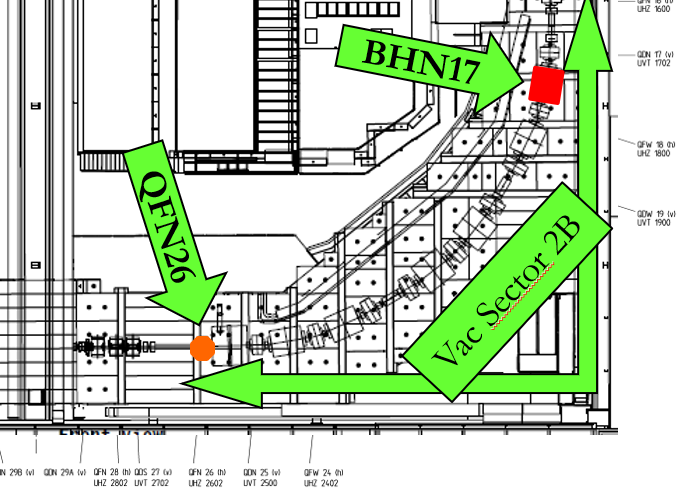 UHZ 1600
QDN 17 (v)
UVT 1702
BHN17
QFW 18 (h)
UHZ 1800
QFN26
QDW 19 (v)
UVT 1900
Vac Sector 2B
QDN 29A (v)
QFN 28 (h)
UHZ 2802
QDS 27 (v)
UVT 2702
QFN 26 (h)
UHZ 2602
QDN 25 (v)
UVT 2500
QFW 24 (h)
UHZ 2402